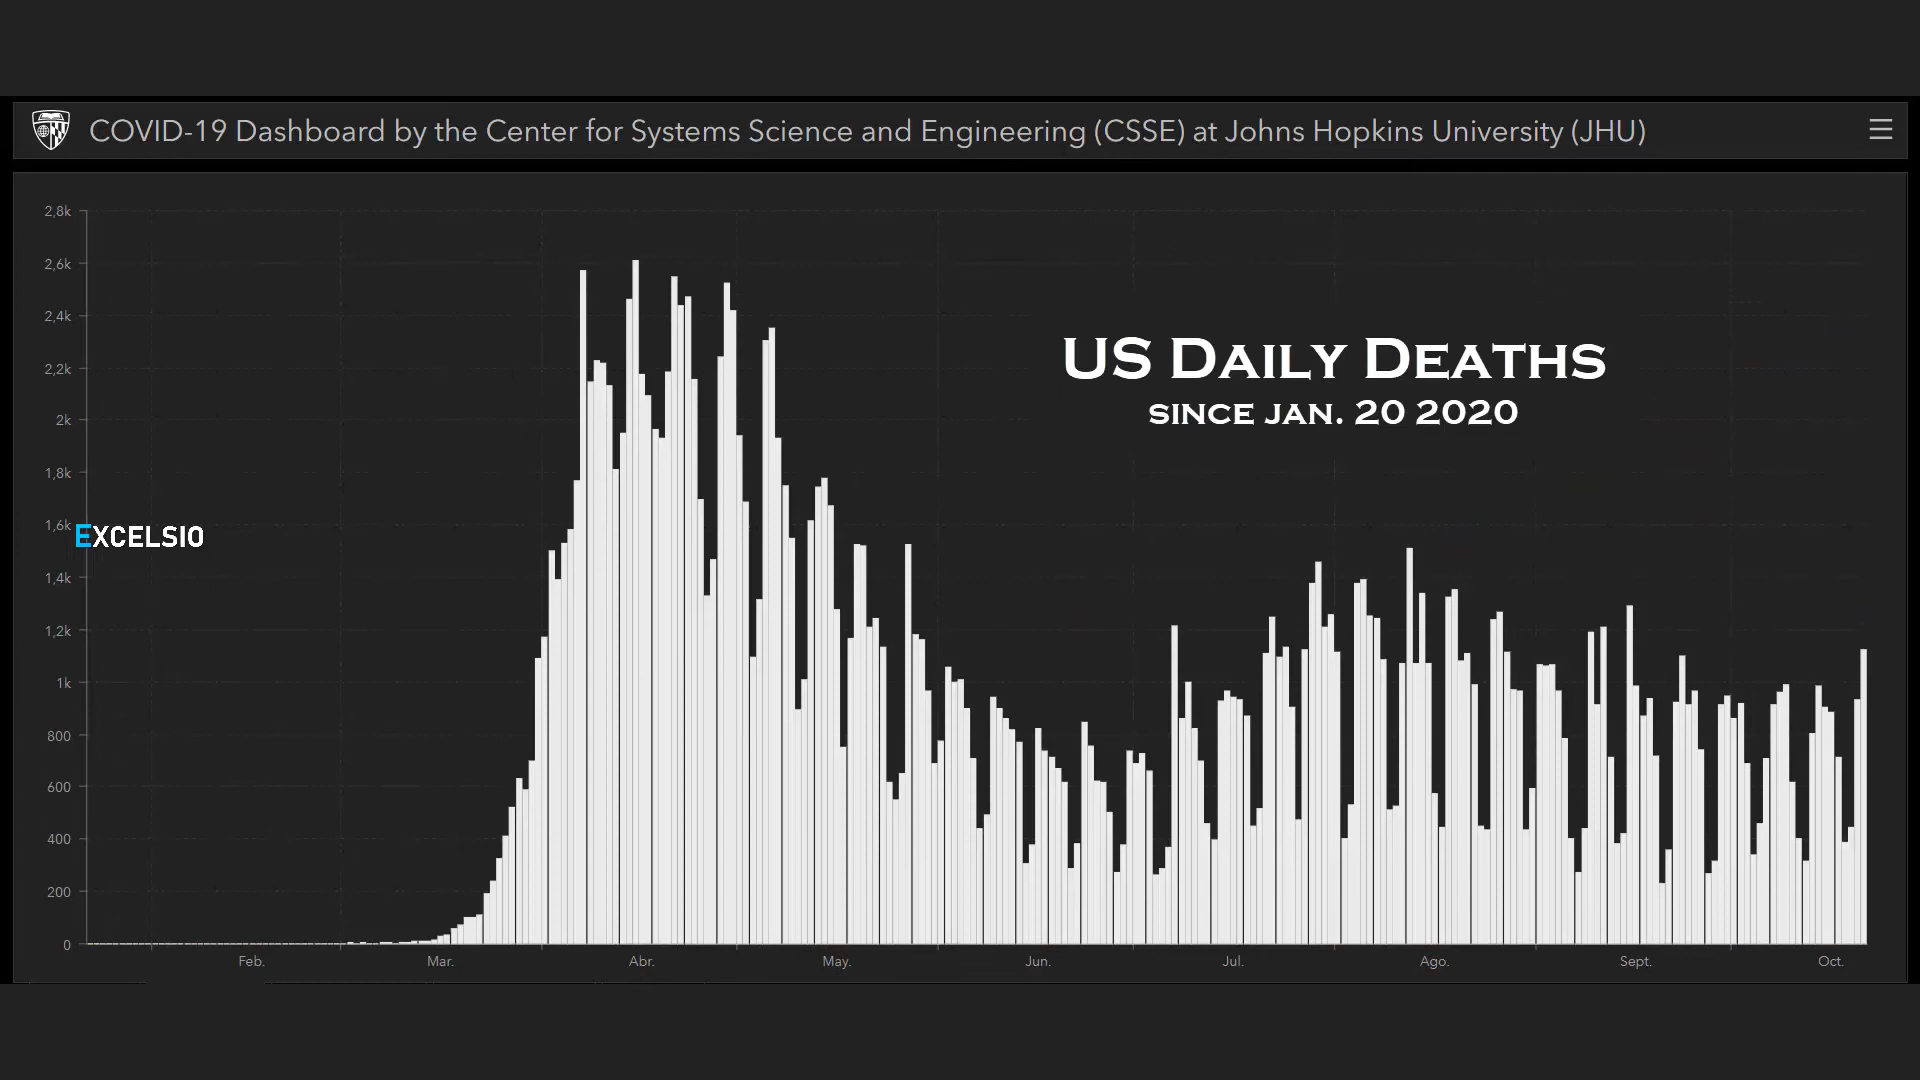 COVID-19 Dashboard by the Center for Systems Science and Engineering (CSSE) at Johns Hopkins University (JHU)
2,8k
2,6k
2,4k
US Daily Deaths
2,2k
since Jan. 20 2020
2k
1,8k
1,6k
EXCELSIO
1,4k
1,2k
1k
800
600
400
200
0
Feb. Mar. Abr. May. Jun. Jul. Ago. Sept. Oct.